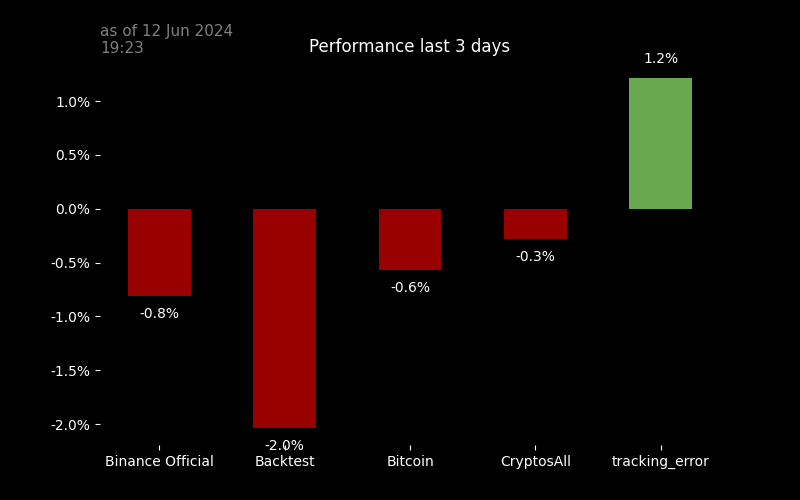 as of 12 Jun 2024
19:23
Performance last 3 days
1.2%
1.0%
0.5%
0.0%
-0.5%
-1.0%
-1.5%
-2.0%
-0.8%
-2.0%
-0.6%
-0.3%
Binance Official
Backtest
Bitcoin
CryptosAll
tracking_error